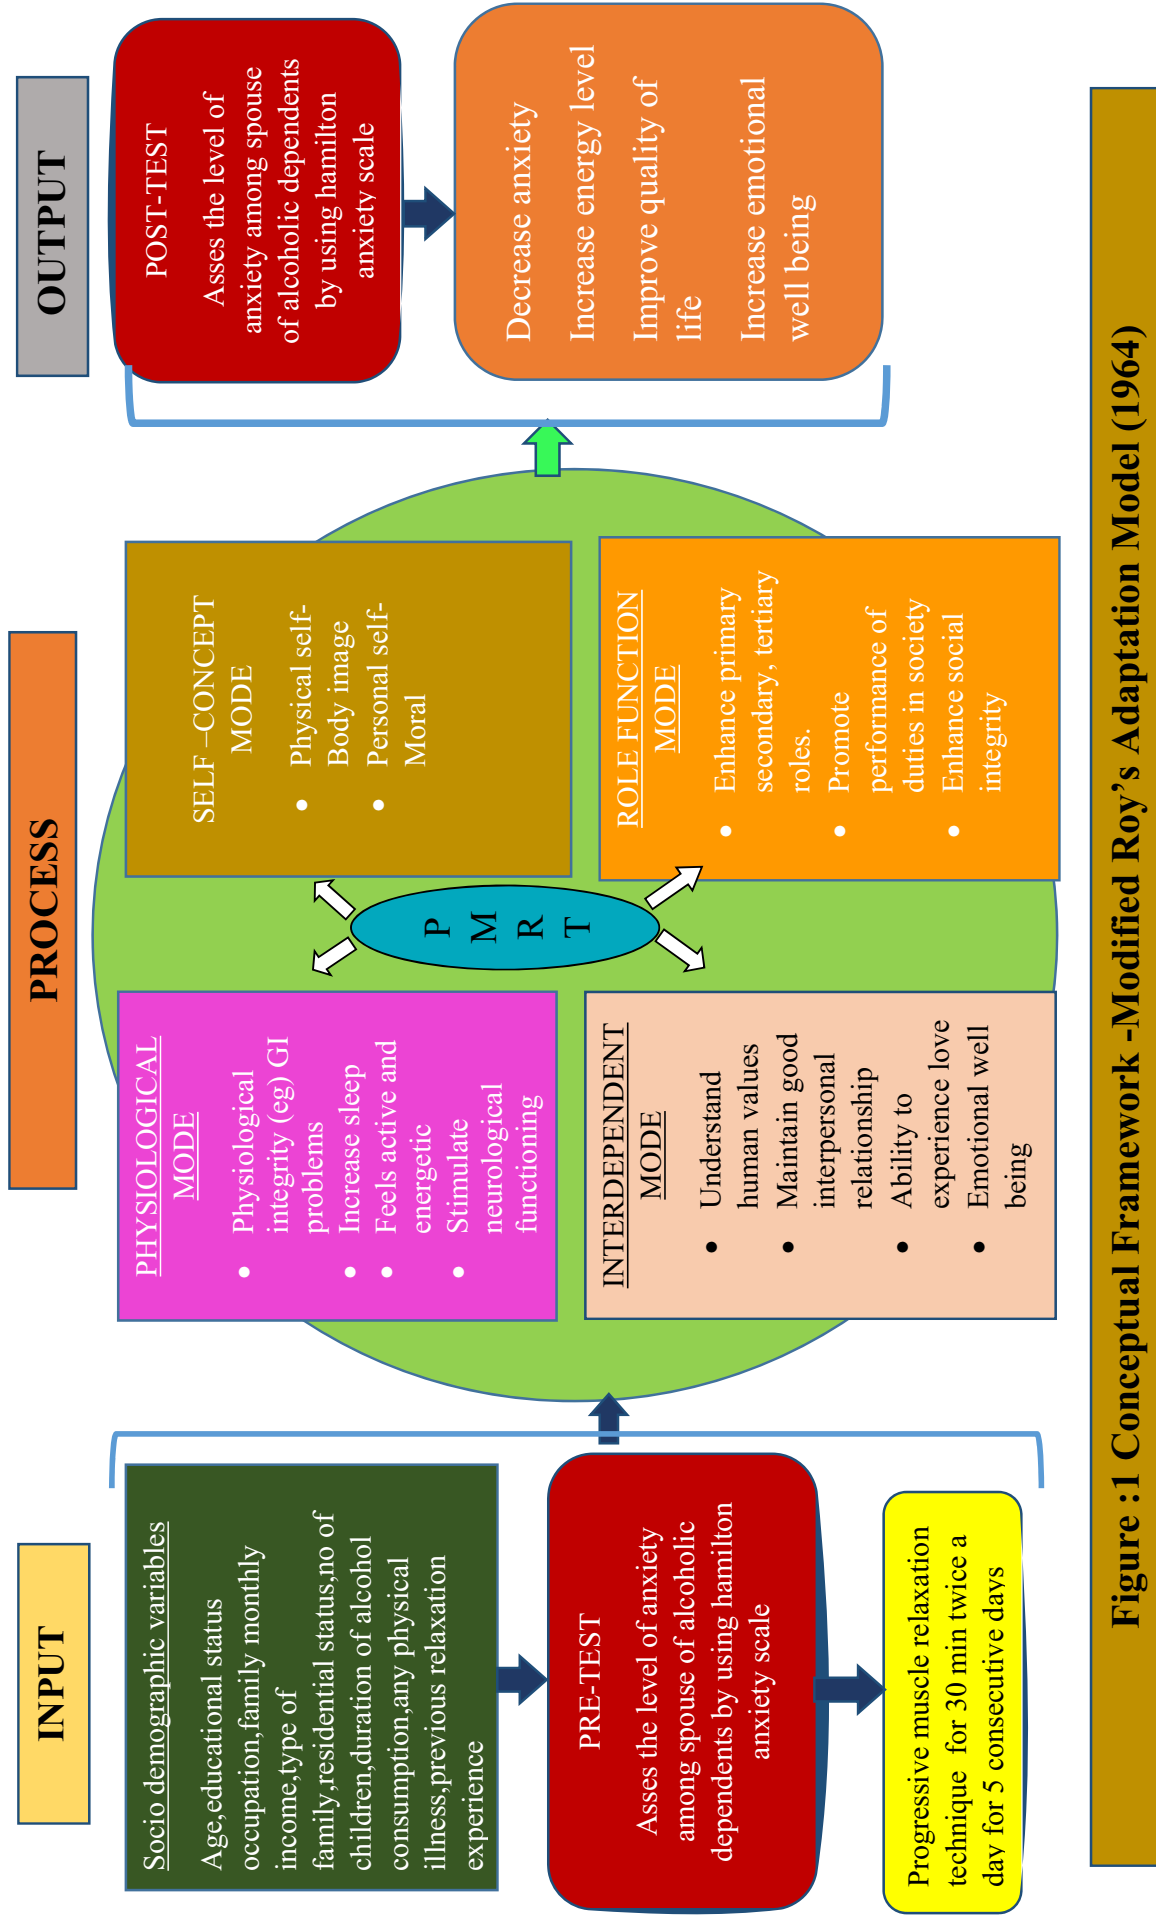 INPUT
Socio demographic variables
Age,educational status
occupation,family monthly
income,type of
family,residential status,no of
children,duration of alcohol
consumption,any physical
illness,previous relaxation
experience
PRE-TEST
Asses the level of anxiety
among spouse of alcoholic
dependents by using hamilton
anxiety scale
Progressive muscle relaxation
technique for 30 min twice a
day for 5 consecutive days
PROCESS
PHYSIOLOGICAL
MODE
• Physiological
integrity (eg) GI
problems
• Increase sleep
• Feels active and
energetic
• Stimulate
neurological
functioning
SELF –CONCEPT
MODE
• Physical self-
Body image
• Personal self-
Moral
P
M
R
T
INTERDEPENDENT
MODE
• Understand
human values
• Maintain good
interpersonal
relationship
• Ability to
experience love
• Emotional well
being
ROLE FUNCTION
MODE
• Enhance primary
secondary, tertiary
roles.
• Promote
performance of
duties in society
• Enhance social
integrity
OUTPUT
POST-TEST
Asses the level of
anxiety among spouse
of alcoholic dependents
by using hamilton
anxiety scale
Decrease anxiety
Increase energy level
Improve quality of
life
Increase emotional
well being
Figure :1 Conceptual Framework -Modified Roy’s Adaptation Model (1964)